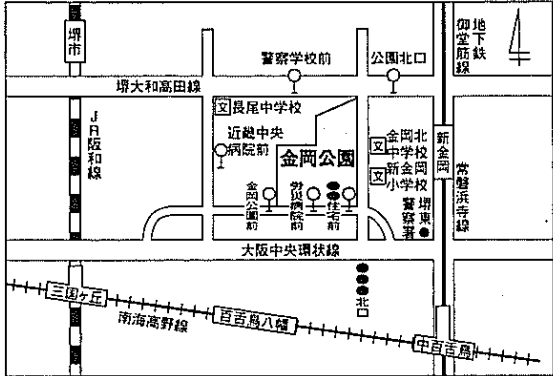 堺市
警察学校前
公園北口
地下鉄
御堂筋線
堺大和高田線
文長尾中学校
近畿中央
病院前
JR阪和線
金岡公園
文金岡北
中学校
文新金岡
小学校
新金岡
常磐浜寺線
金岡公園前
労災病院前
●●住宅前
堺東●
警察署
大阪中央環状線
●●●北口
三国ヶ丘
南海高野線
百舌鳥八幡
中百舌鳥